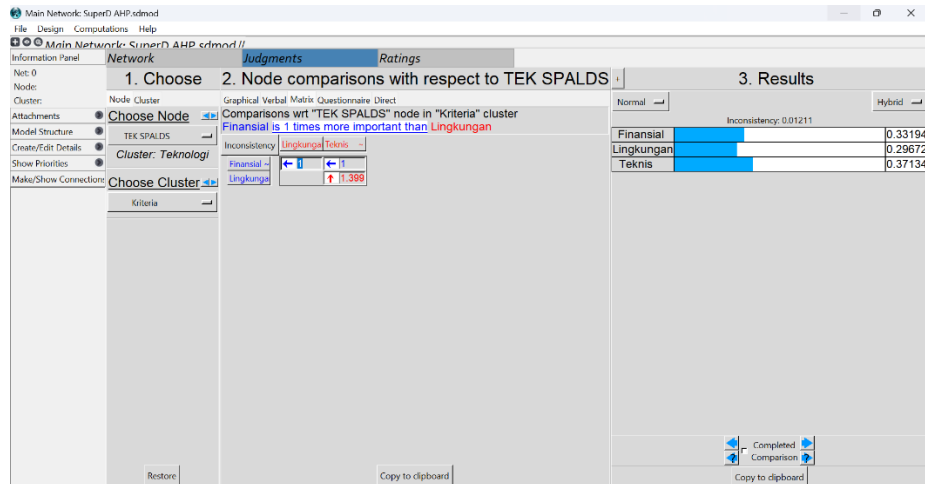 Main Network: SuperD AHP.sdmod
File Design Computations Help
Main Network: SuperD AHP.sdmod//
Information Panel
Network Judgments Ratings
Net: 0
Node:
Cluster:
Attachments
Model Structure
Create/Edit Details
Show Priorities
Make/Show Connections
1. Choose
Node Cluster
Choose Node
TEK SPALDS
Cluster: Teknologi
Choose Cluster
Kriteria
Restore
2. Node comparisons with respect to TEK SPALDS
+
Graphical Verbal Matrix Questionnaire Direct
Comparisons wrt "TEK SPALDS" node in "Kriteria" cluster
Finansial is 1 times more important than Lingkungan
Inconsistency Lingkunga Teknis ~
Finansial ~ 1 1
Lingkunga 1.399
Copy to clipboard
3. Results
Normal Hybrid
Inconsistency: 0.01211
Finansial 0.33194
Lingkungan 0.29672
Teknis 0.37134
Completed
Comparison
Copy to clipboard